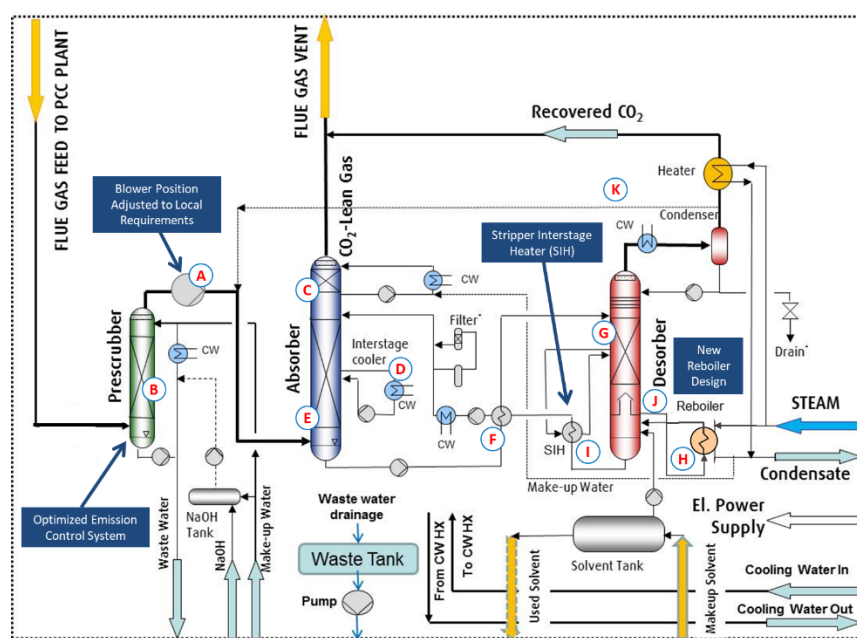 FLUE GAS FEED TO PCC PLANT
FLUE GAS VENT
Recovered CO₂
Blower Position
Adjusted to Local
Requirements
A
CO₂-Lean Gas
K
Heater
Condenser
Stripper Interstage
Heater (SIH)
CW
CW
C
Prescrubber
B
CW
Absorber
Interstage
cooler
D
CW
Filter*
G
Desorber
Drain*
New
Reboiler
Design
E
CW
F
SIH
I
J
Reboiler
H
STEAM
Condensate
Make-up Water
Optimized Emission
Control System
NaOH
Tank
Waste Water
NaOH
Make-up Water
Waste water
drainage
Waste Tank
Pump
From CW HX
To CW HX
Used Solvent
Solvent Tank
Makeup Solvent
El. Power
Supply
Cooling Water In
Cooling Water Out